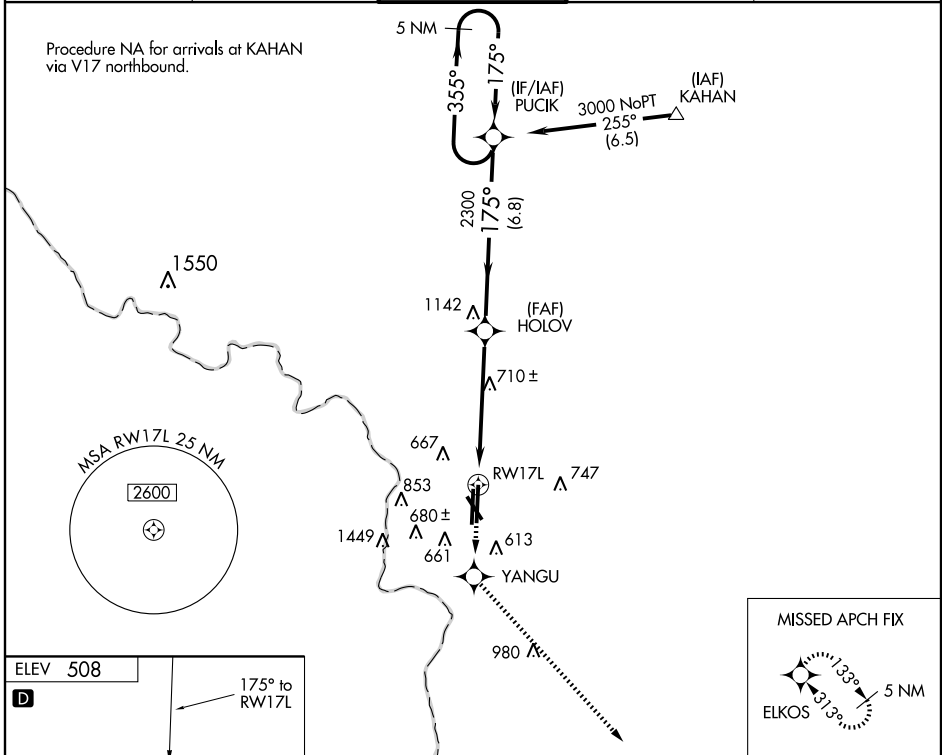 Procedure NA for arrivals at KAHAN
via V17 northbound.
5 NM
355°
175°
(IF/IAF)
PUCIK
(IAF)
KAHAN
3000 NoPT
255°
(6.5)
2300
175°
(6.8)
1550
1142
(FAF)
HOLOV
710 ±
667
RW17L
747
MSA RW17L 25 NM
2600
853
680 ±
1449
661
613
YANGU
980
MISSED APCH FIX
133°
313°
5 NM
ELKOS
ELEV 508
D
175° to
RW17L